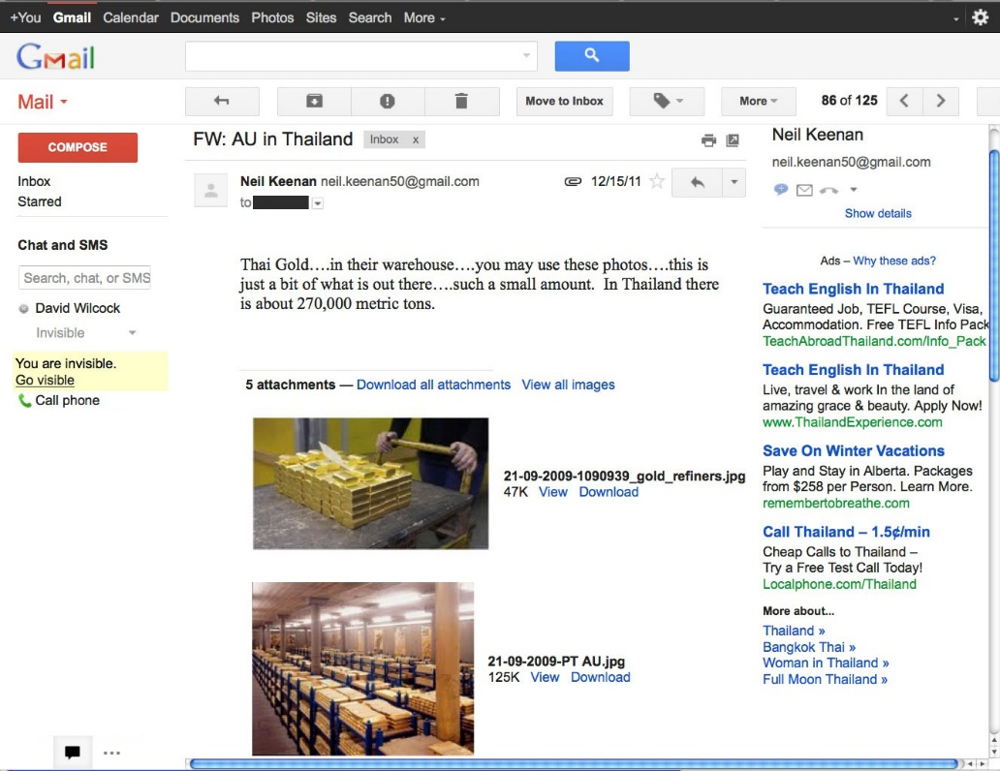 +You Gmail Calendar Documents Photos Sites Search More
Gmail
Mail
Move to Inbox
More
86 of 125
COMPOSE
Inbox
Starred
Chat and SMS
Search, chat, or SMS
David Wilcock
Invisible
You are invisible.
Go visible
Call phone
FW: AU in Thailand Inbox x
Neil Keenan neil.keenan50@gmail.com 12/15/11
to
Thai Gold….in their warehouse….you may use these photos….this is
just a bit of what is out there….such a small amount. In Thailand there
is about 270,000 metric tons.
5 attachments — Download all attachments View all images
21-09-2009-1090939_gold_refiners.jpg
47K View Download
21-09-2009-PT AU.jpg
125K View Download
Neil Keenan
neil.keenan50@gmail.com
Show details
Ads – Why these ads?
Teach English In Thailand
Guaranteed Job, TEFL Course, Visa,
Accommodation. Free TEFL Info Pack
TeachAbroadThailand.com/Info_Pack
Teach English In Thailand
Live, travel & work In the land of
amazing grace & beauty. Apply Now!
www.ThailandExperience.com
Save On Winter Vacations
Play and Stay in Alberta. Packages
from $258 per Person. Learn More.
remembertobreathe.com
Call Thailand – 1.5¢/min
Cheap Calls to Thailand –
Try a Free Test Call Today!
Localphone.com/Thailand
More about...
Thailand »
Bangkok Thai »
Woman in Thailand »
Full Moon Thailand »